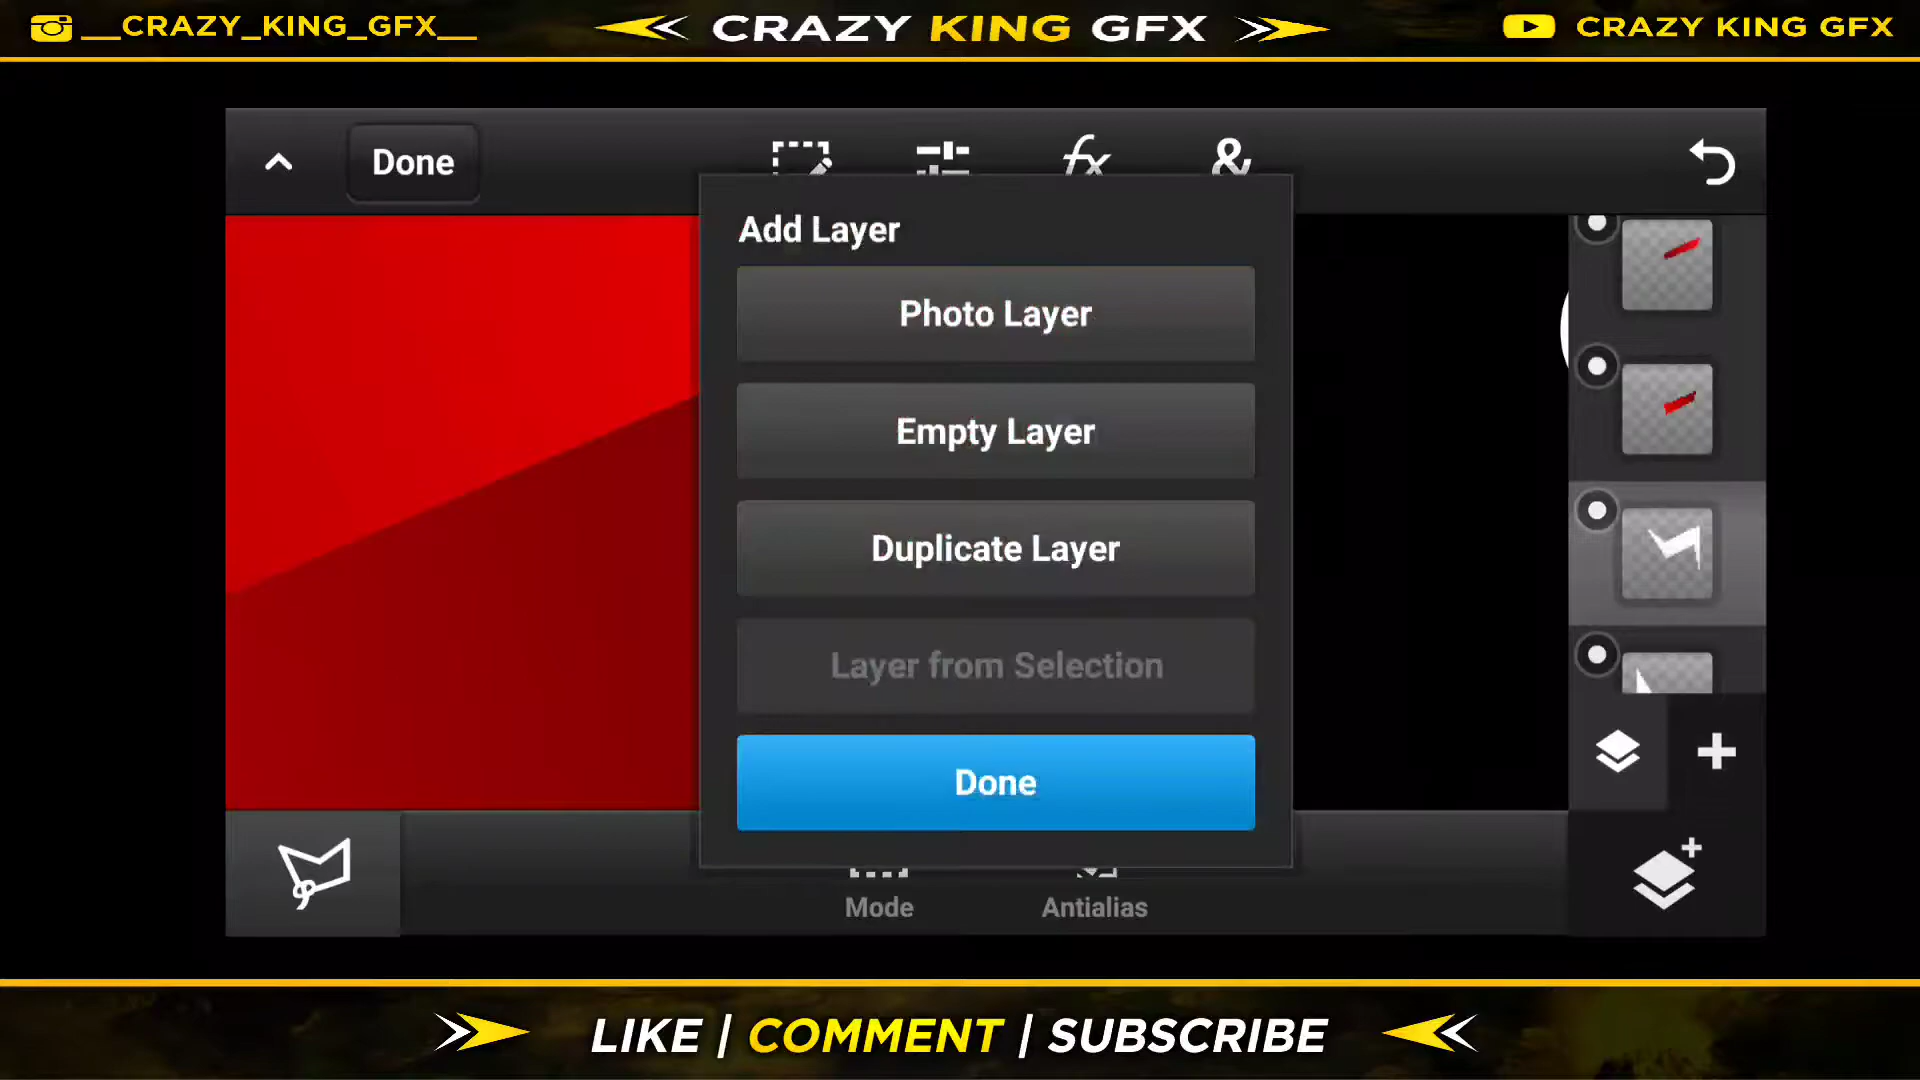 __CRAZY_KING_GFX__
CRAZY KING GFX
CRAZY KING GFX
Done
fx
&
Add Layer
Photo Layer
Empty Layer
Duplicate Layer
Layer from Selection
Done
Mode
Antialias
LIKE | COMMENT | SUBSCRIBE